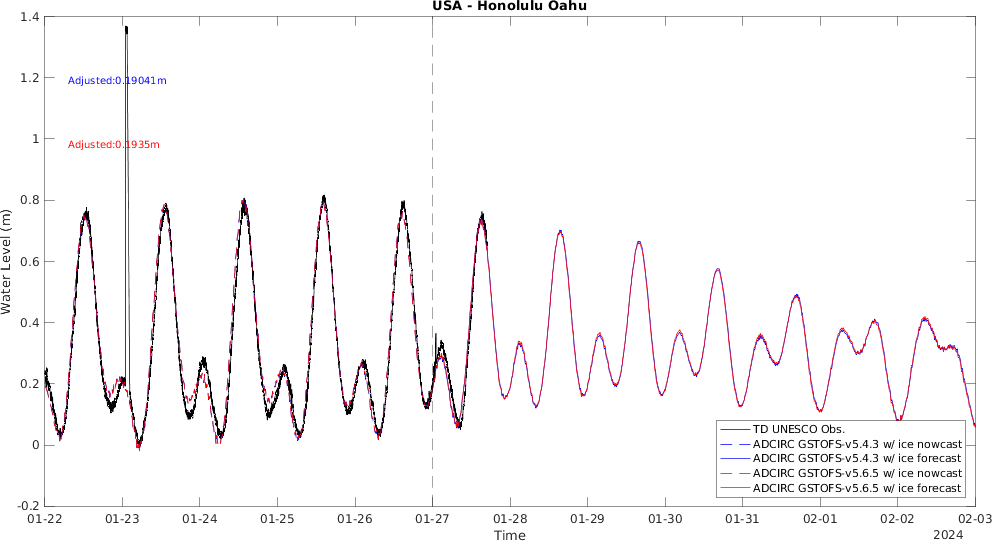 USA - Honolulu Oahu
1.4
1.2
1
0.8
0.6
0.4
0.2
0
-0.2
Water Level (m)
Adjusted:0.19041m
Adjusted:0.1935m
TD UNESCO Obs.
ADCIRC GSTOFS-v5.4.3 w/ ice nowcast
ADCIRC GSTOFS-v5.4.3 w/ ice forecast
ADCIRC GSTOFS-v5.6.5 w/ ice nowcast
ADCIRC GSTOFS-v5.6.5 w/ ice forecast
01-22 01-23 01-24 01-25 01-26 01-27 01-28 01-29 01-30 01-31 02-01 02-02 02-03
Time
2024